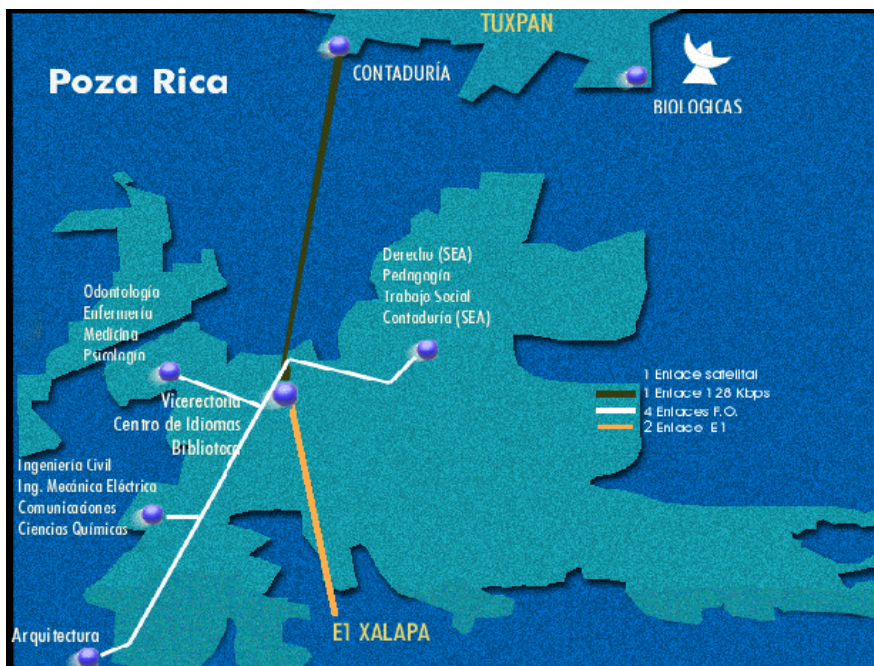 TUXPAN
CONTADURÍA
Poza Rica
BIOLOGICAS
Derecho (SEA)
Pedagogía
Trabajo Social
Contaduría (SEA)
Odontología
Enfermería
Medicina
Psicología
1 Enlace satelital
1 Enlace 128 Kbps
4 Enlaces F.O.
2 Enlace E1
Vicerectoria
Centro de Idiomas
Biblioteca
Ingeniería Civil
Ing. Mecánica Eléctrica
Comunicaciones
Ciencias Químicas
E1 XALAPA
Arquitectura